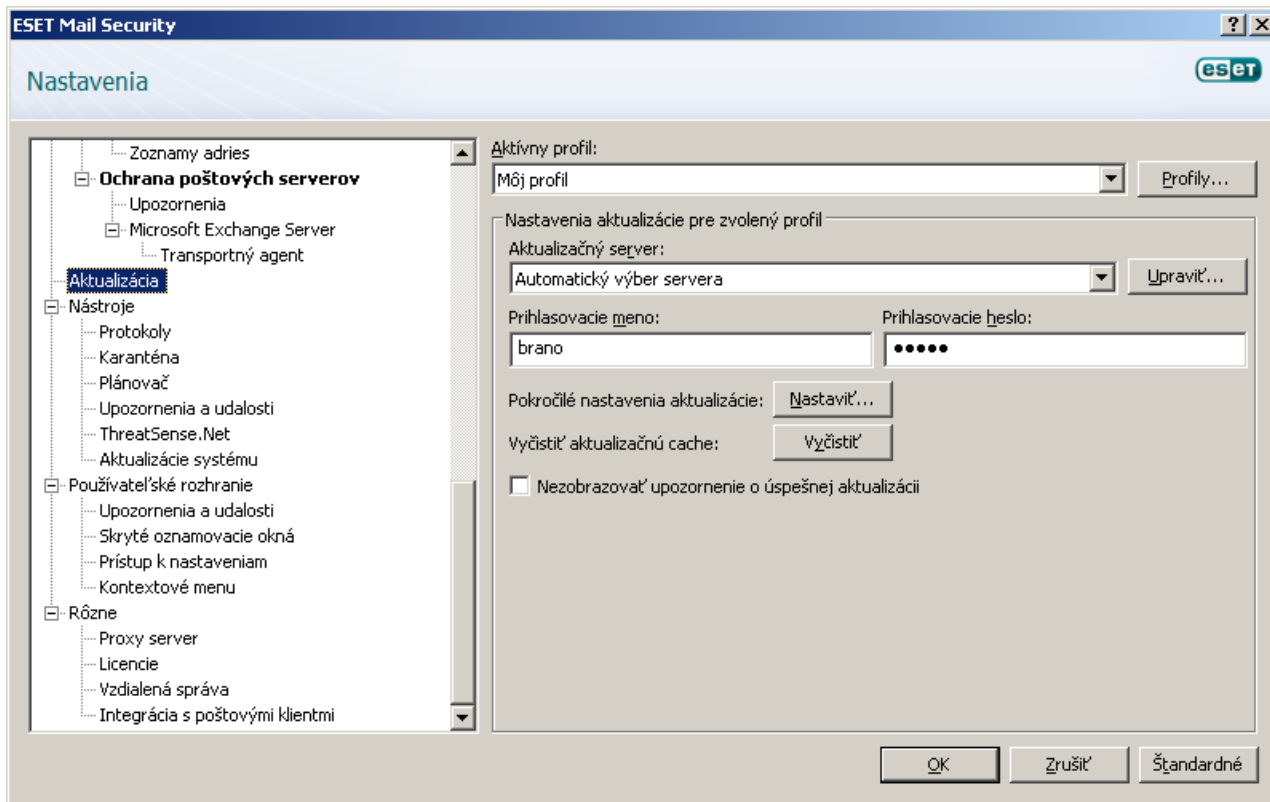 ESET Mail Security
Nastavenia
eset
Zoznamy adries
Ochrana poštových serverov
Upozornenia
Microsoft Exchange Server
Transportný agent
Aktualizácia
Nástroje
Protokoly
Karanténa
Plánovač
Upozornenia a udalosti
ThreatSense.Net
Aktualizácie systému
Používateľské rozhranie
Upozornenia a udalosti
Skryté oznamovacie okná
Prístup k nastaveniam
Kontextové menu
Rôzne
Proxy server
Licencie
Vzdialená správa
Integrácia s poštovými klientmi
Aktívny profil:
Môj profil
Profily...
Nastavenia aktualizácie pre zvolený profil
Aktualizačný server:
Automatický výber servera
Upraviť...
Prihlasovacie meno:
Prihlasovacie heslo:
brano
●●●●●
Pokročilé nastavenia aktualizácie:
Nastaviť...
Vyčistiť aktualizačnú cache:
Vyčistiť
Nezobrazovať upozornenie o úspešnej aktualizácii
OK
Zrušiť
Štandardné